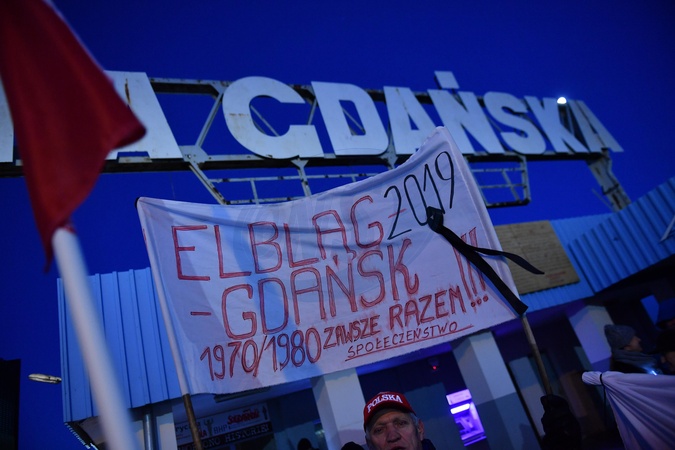 A GDAŃSKA
ELBLĄG 2019
- GDAŃSK
1970/1980 ZAWSZE RAZEM!!!
SPOŁECZEŃSTWO
POLSKA